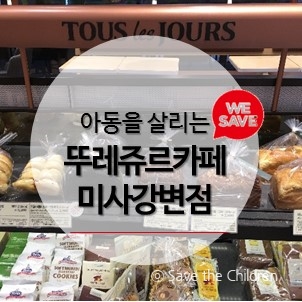 TOUS les JOURS
아동을 살리는
WE
SAVE
뚜레쥬르카페
미사강변점
© Save the Children